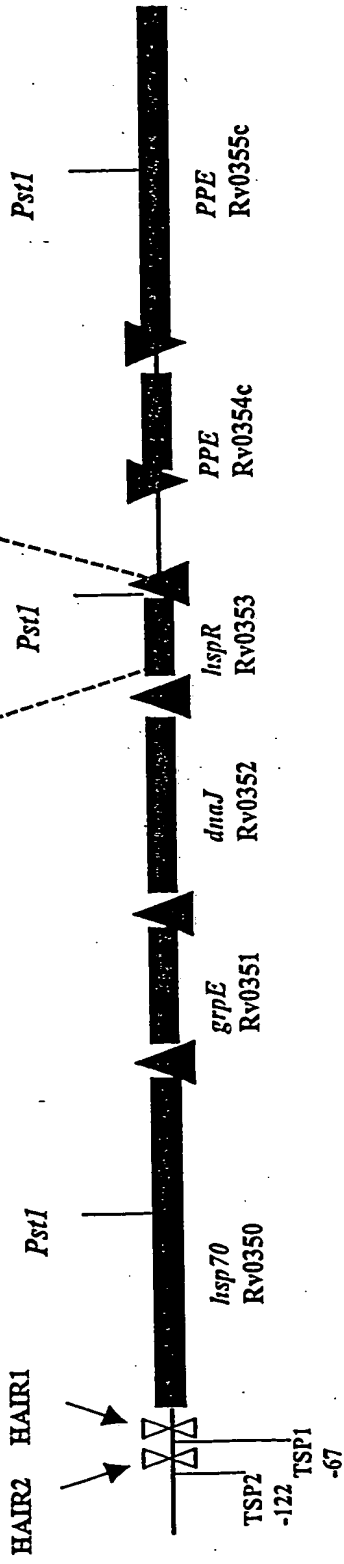 HAIR2 HAIR1
Pst1 Pst1 Pst1
TSP2
-122
TSP1
-67
hsp70
Rv0350
grpE
Rv0351
dnaJ
Rv0352
hspR
Rv0353
PPE
Rv0354c
PPE
Rv0355c